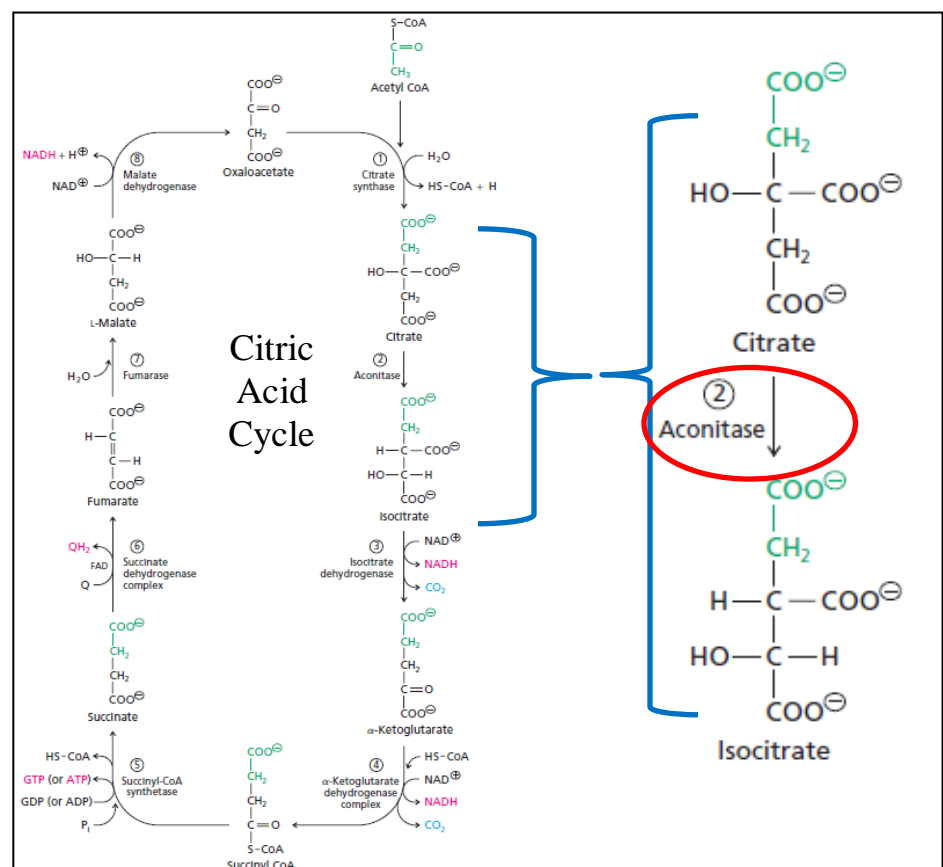 S–CoA
C=O
CH₃
Acetyl CoA
COO⊖
C=O
CH₂
COO⊖
Oxaloacetate
①
Citrate
synthase
H₂O
HS-CoA + H
COO⊖
CH₂
HO—C—COO⊖
CH₂
COO⊖
Citrate
②
Aconitase
COO⊖
CH₂
H—C—COO⊖
HO—C—H
COO⊖
Isocitrate
③
Isocitrate
dehydrogenase
NAD⊕
NADH
CO₂
COO⊖
CH₂
CH₂
C=O
COO⊖
α-Ketoglutarate
④
α-Ketoglutarate
dehydrogenase
complex
HS–CoA
NAD⊕
NADH
CO₂
COO⊖
CH₂
CH₂
C=O
S–CoA
Succinyl CoA
⑤
Succinyl-CoA
synthetase
HS–CoA
GTP (or ATP)
GDP (or ADP)
Pi
COO⊖
CH₂
CH₂
COO⊖
Succinate
⑥
Succinate
dehydrogenase
complex
QH₂
FAD
Q
COO⊖
H—C
C—H
COO⊖
Fumarate
⑦
Fumarase
H₂O
COO⊖
HO—C—H
CH₂
COO⊖
L-Malate
⑧
Malate
dehydrogenase
NADH + H⊕
NAD⊕
Citric
Acid
Cycle
COO⊖
CH₂
HO—C—COO⊖
CH₂
COO⊖
Citrate
②
Aconitase
COO⊖
CH₂
H—C—COO⊖
HO—C—H
COO⊖
Isocitrate